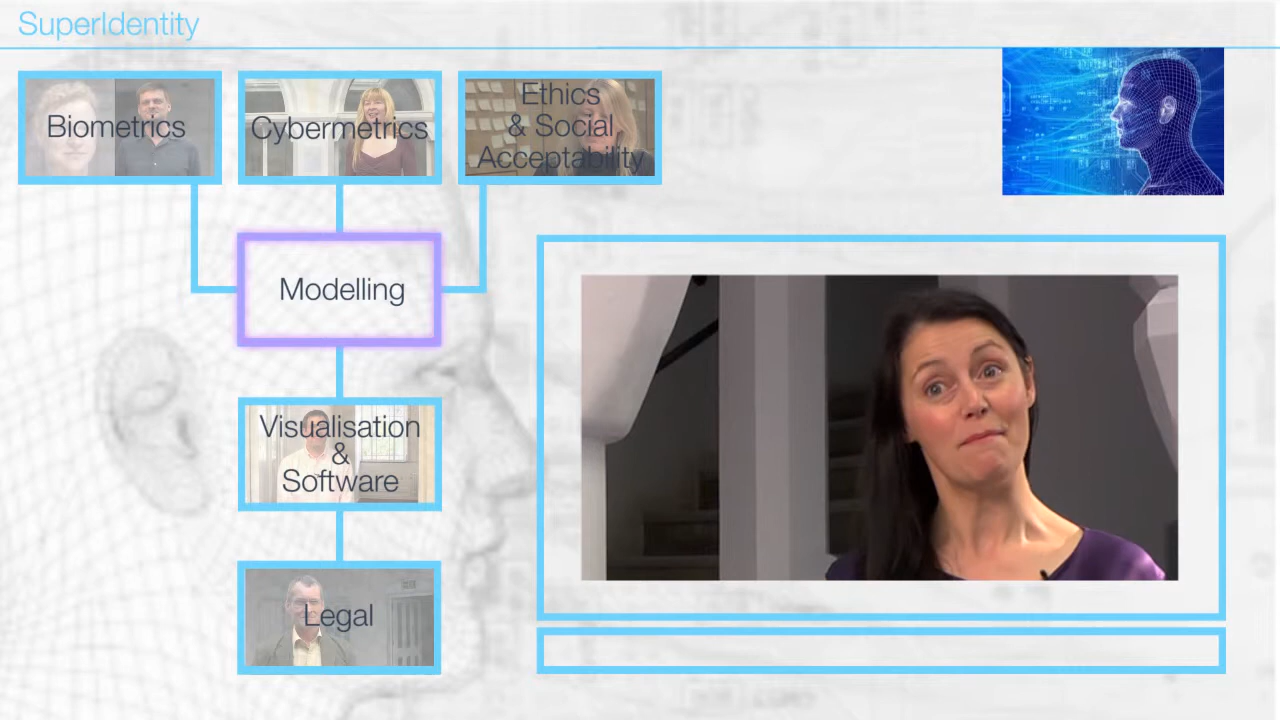 SuperIdentity
Biometrics
Cybermetrics
Ethics
& Social
Acceptability
Modelling
Visualisation
&
Software
Legal